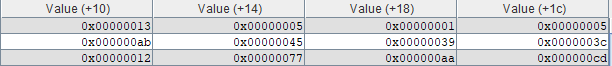 Value (+10) Value (+14) Value (+18) Value (+1c)
0x00000013 0x00000005 0x00000001 0x00000005
0x000000ab 0x00000045 0x00000039 0x0000003c
0x00000012 0x00000077 0x000000aa 0x000000cd